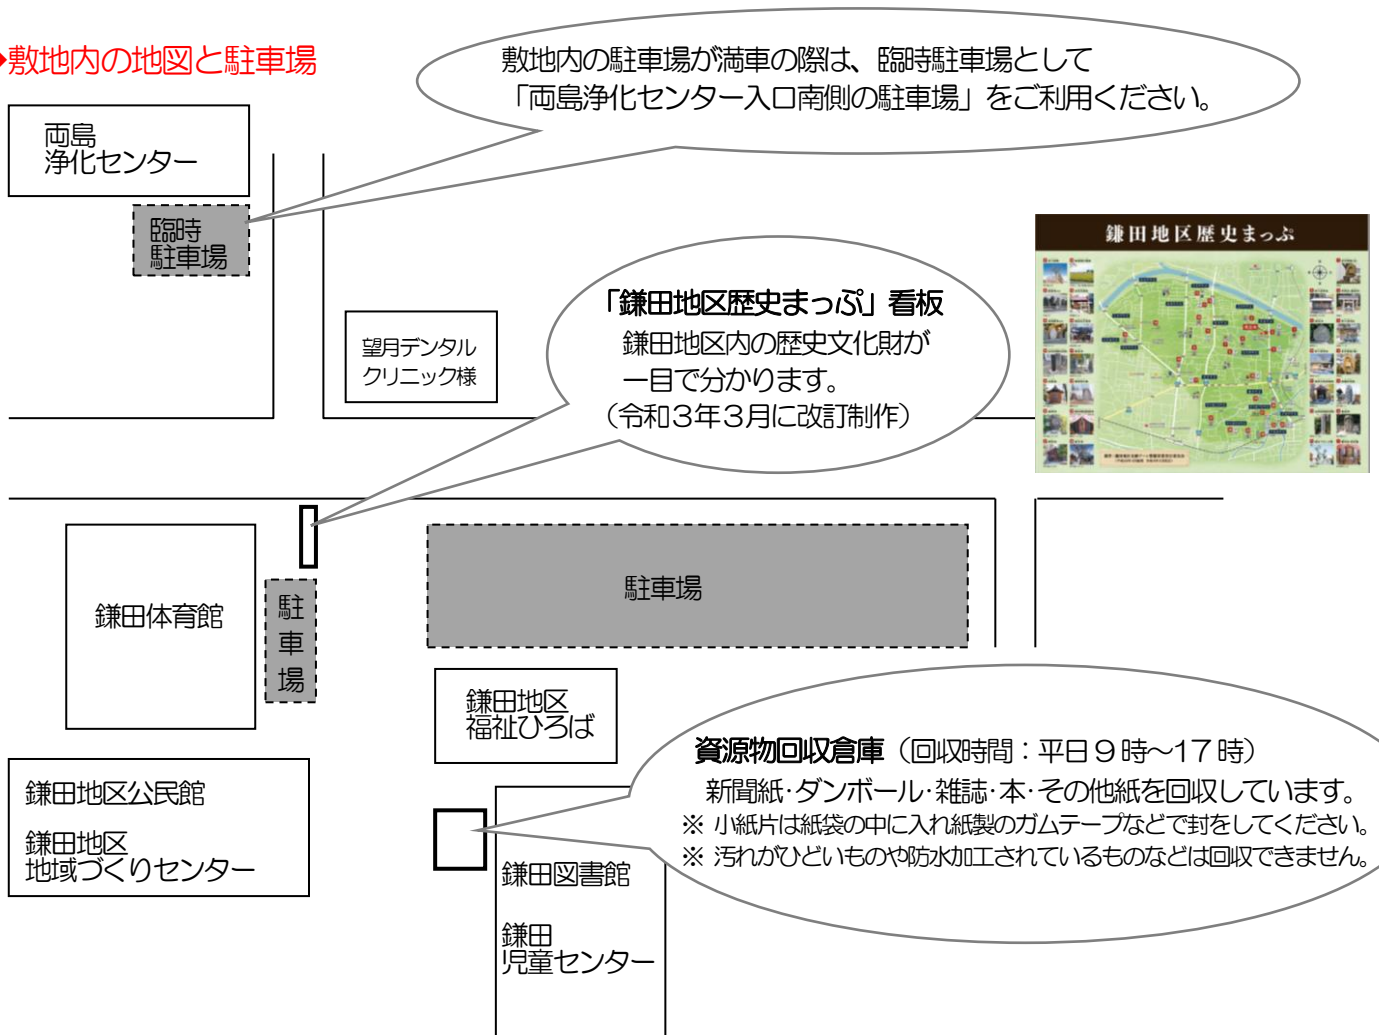 敷地内の地図と駐車場
敷地内の駐車場が満車の際は、臨時駐車場として
「両島浄化センター入口南側の駐車場」をご利用ください。
両島
浄化センター
臨時
駐車場
望月デンタル
クリニック様
「鎌田地区歴史まっぷ」看板
鎌田地区内の歴史文化財が
一目で分かります。
（令和３年３月に改訂制作）
鎌田地区歴史まっぷ
鎌田体育館
駐車場
駐車場
鎌田地区
福祉ひろば
資源物回収倉庫（回収時間：平日９時～17時）
新聞紙・ダンボール・雑誌・本・その他紙を回収しています。
※ 小紙片は紙袋の中に入れ紙製のガムテープなどで封をしてください。
※ 汚れがひどいものや防水加工されているものなどは回収できません。
鎌田地区公民館
鎌田地区
地域づくりセンター
鎌田図書館
鎌田
児童センター